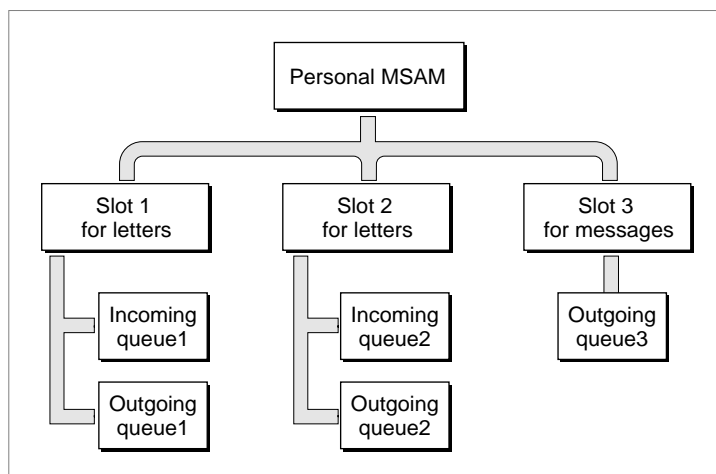 Personal MSAM
Slot 1
for letters
Slot 2
for letters
Slot 3
for messages
Incoming
queue1
Incoming
queue2
Outgoing
queue3
Outgoing
queue1
Outgoing
queue2